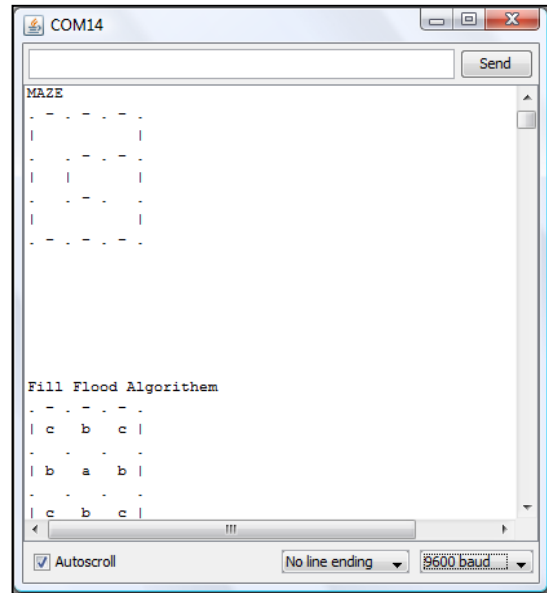 COM14
Send
MAZE
. - . - . - .
|           |
.   . - . - .
|   |       |
.   . - .   .
|           |
. - . - . - .
Fill Flood Algorithem
. - . - . - .
| c   b   c |
.   .   .   .
| b   a   b |
.   .   .   .
| c   b   c |
Autoscroll
No line ending
9600 baud